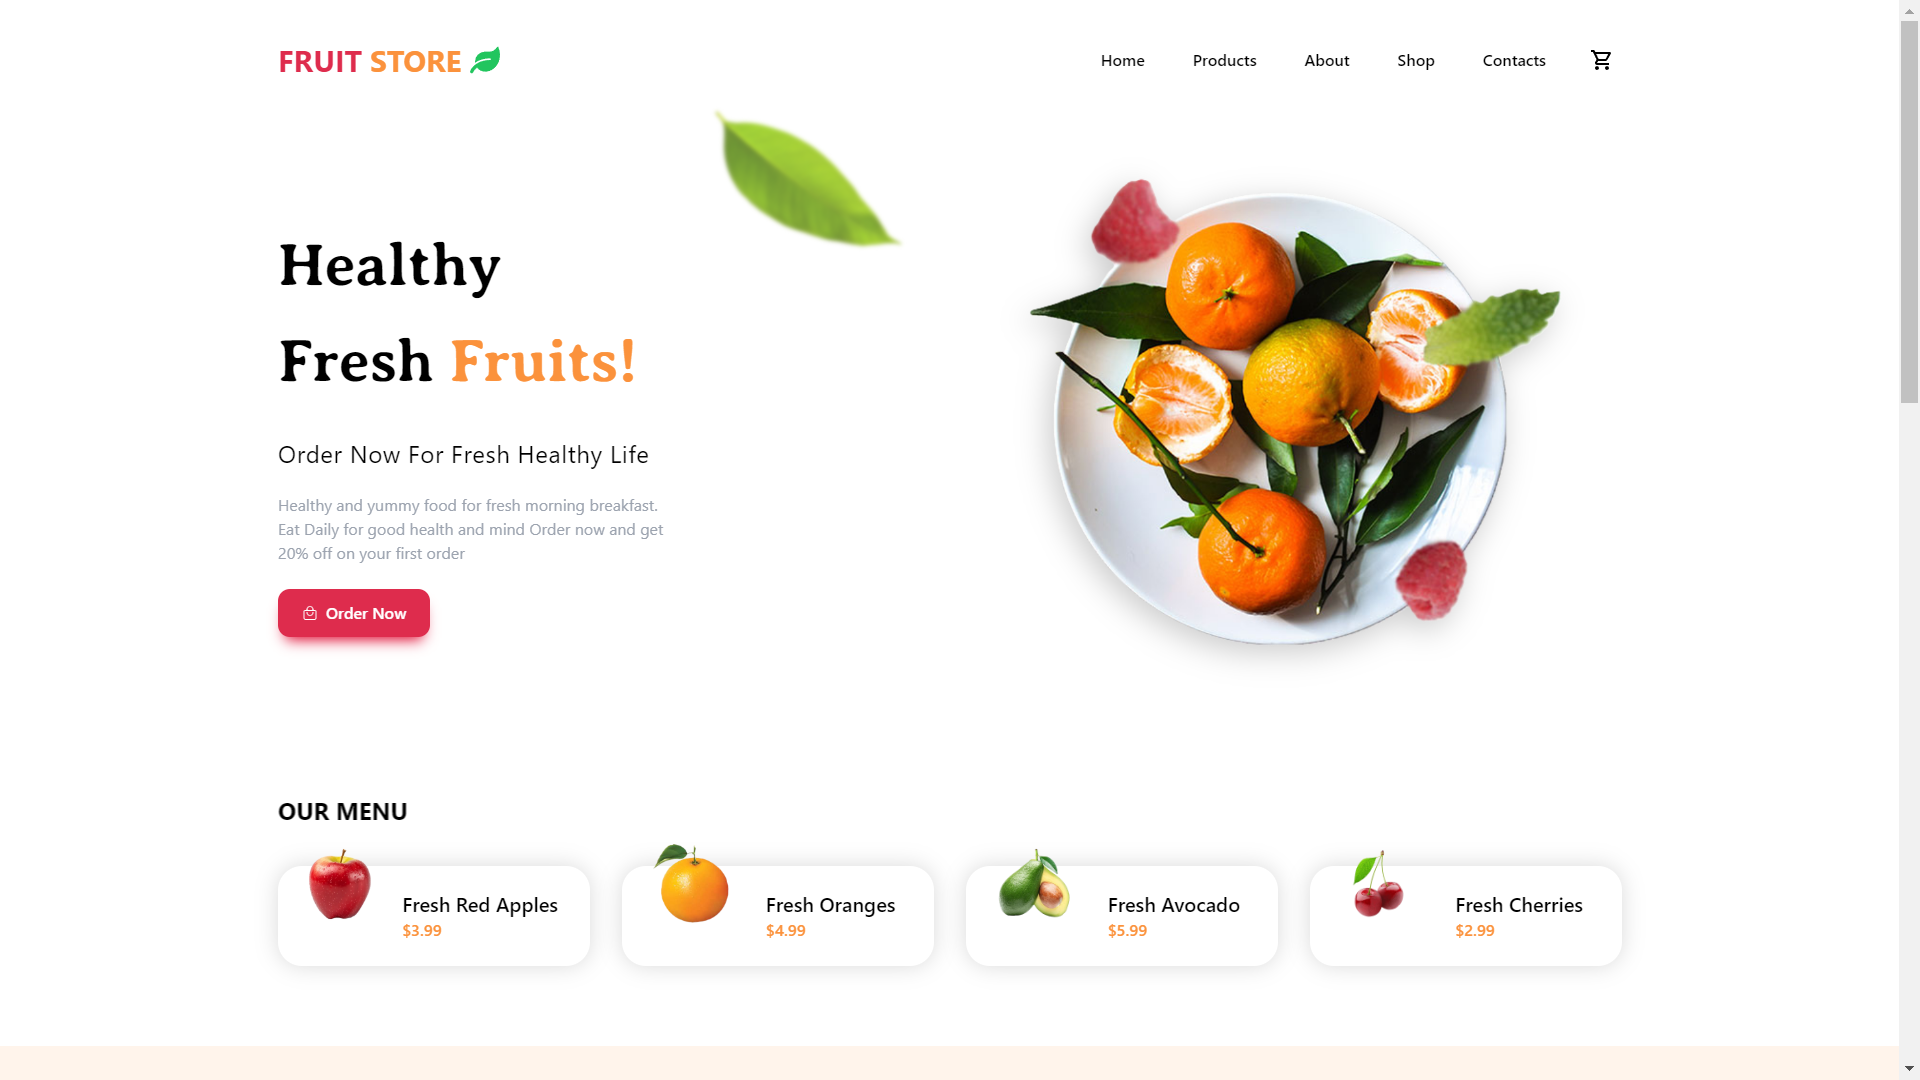 FRUIT STORE
Home Products About Shop Contacts
Healthy
Fresh Fruits!
Order Now For Fresh Healthy Life
Healthy and yummy food for fresh morning breakfast.
Eat Daily for good health and mind Order now and get
20% off on your first order
Order Now
OUR MENU
Fresh Red Apples
$3.99
Fresh Oranges
$4.99
Fresh Avocado
$5.99
Fresh Cherries
$2.99